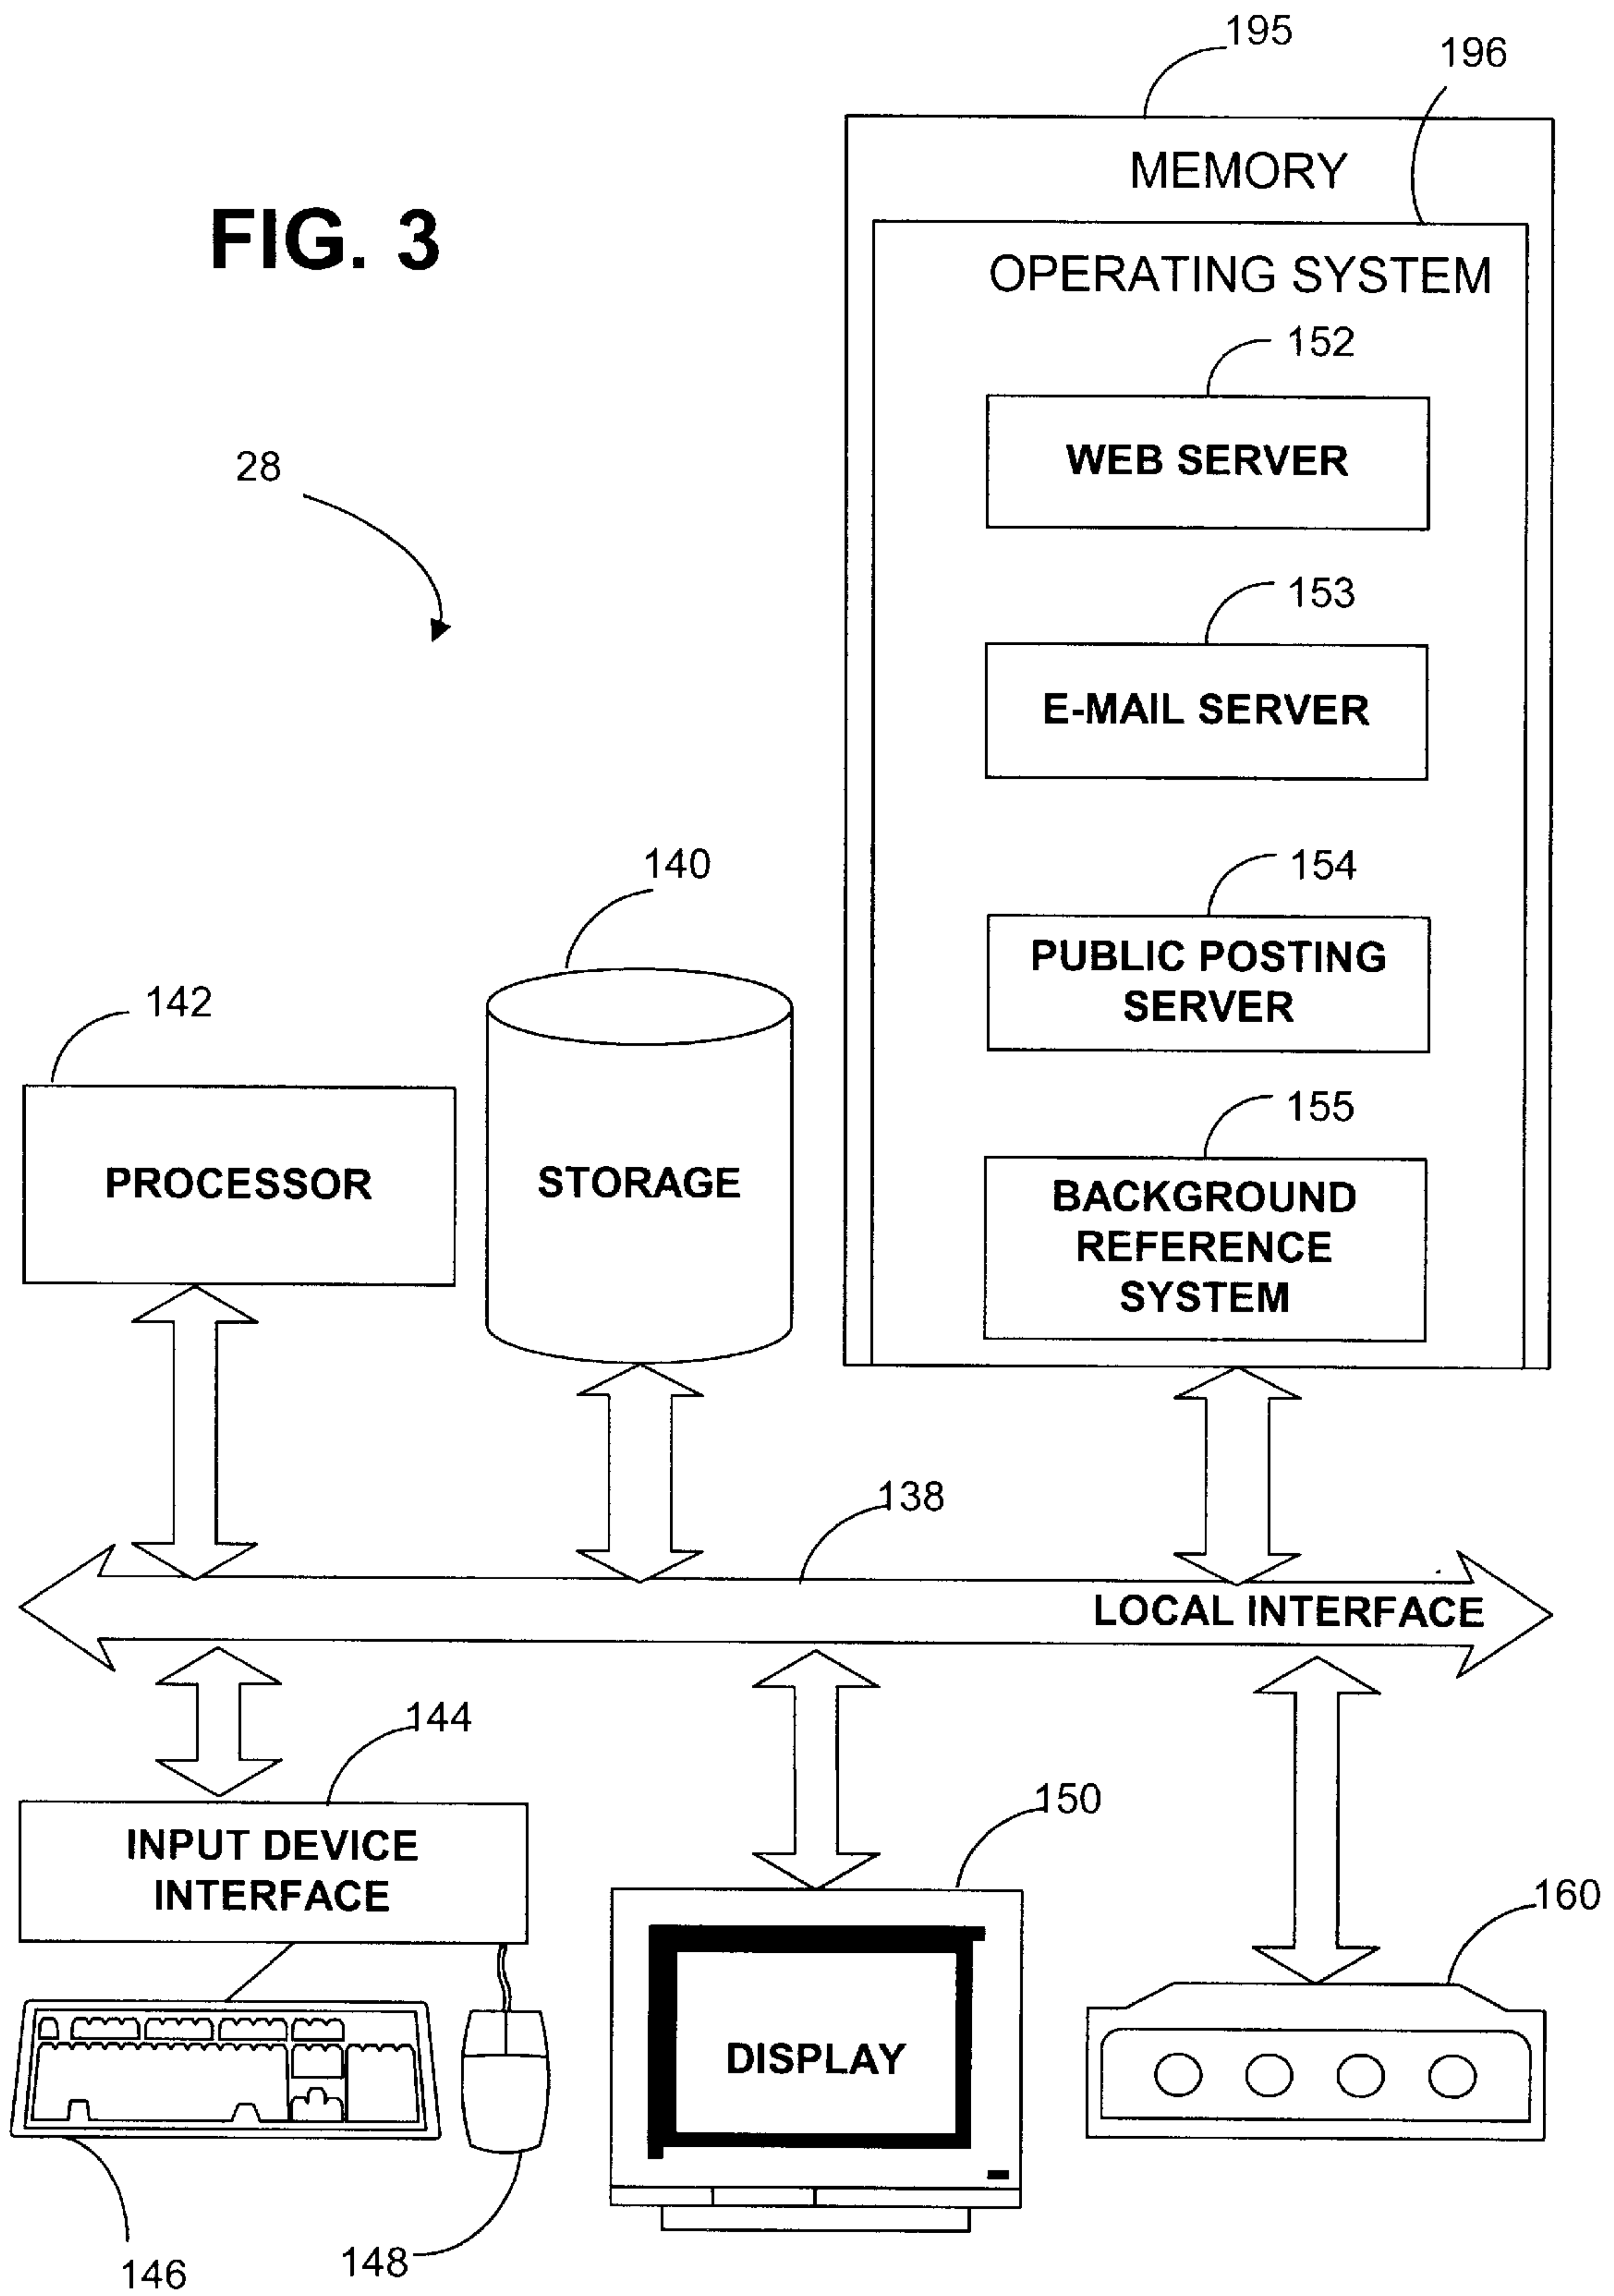 195
196
MEMORY
FIG. 3
OPERATING SYSTEM
152
WEB SERVER
28
153
E-MAIL SERVER
140
154
PUBLIC POSTING
SERVER
142
155
PROCESSOR
STORAGE
BACKGROUND
REFERENCE
SYSTEM
138
LOCAL INTERFACE
144
150
INPUT DEVICE
INTERFACE
160
DISPLAY
146
148